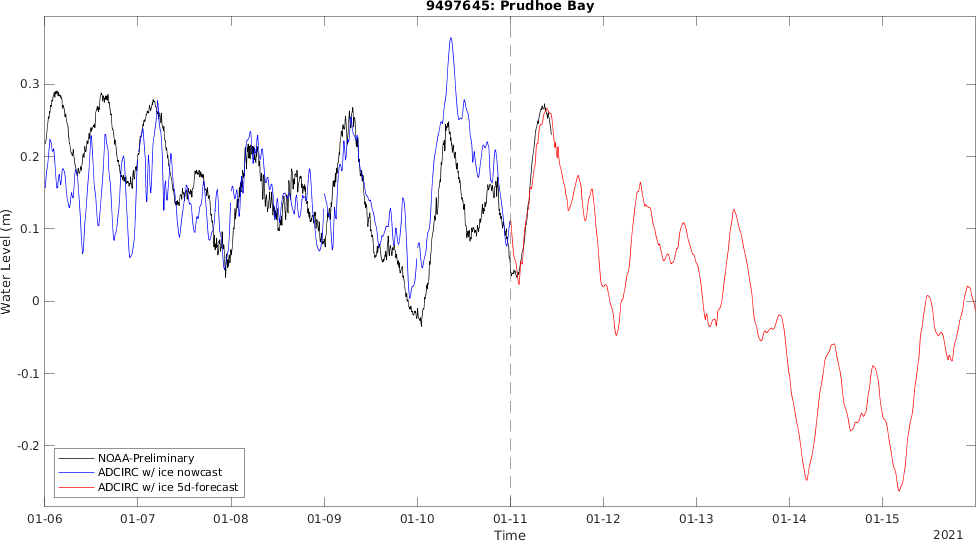 9497645: Prudhoe Bay
Water Level (m)
0.3
0.2
0.1
0
-0.1
-0.2
NOAA-Preliminary
ADCIRC w/ ice nowcast
ADCIRC w/ ice 5d-forecast
01-06 01-07 01-08 01-09 01-10 01-11 01-12 01-13 01-14 01-15
Time
2021